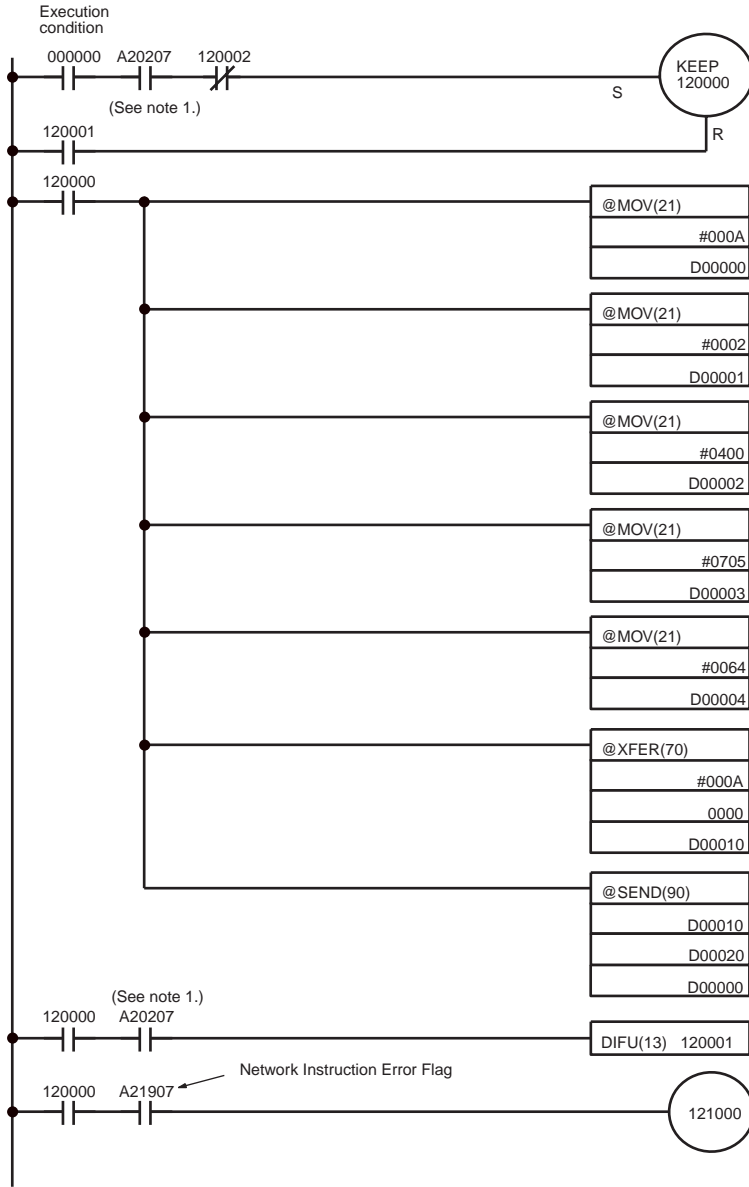 Execution
condition
000000 A20207 120002
KEEP
120000
S
(See note 1.)
R
120001
120000
@MOV(21)
#000A
D00000
@MOV(21)
#0002
D00001
@MOV(21)
#0400
D00002
@MOV(21)
#0705
D00003
@MOV(21)
#0064
D00004
@XFER(70)
#000A
0000
D00010
@SEND(90)
D00010
D00020
D00000
(See note 1.)
120000 A20207
DIFU(13) 120001
Network Instruction Error Flag
120000 A21907
121000